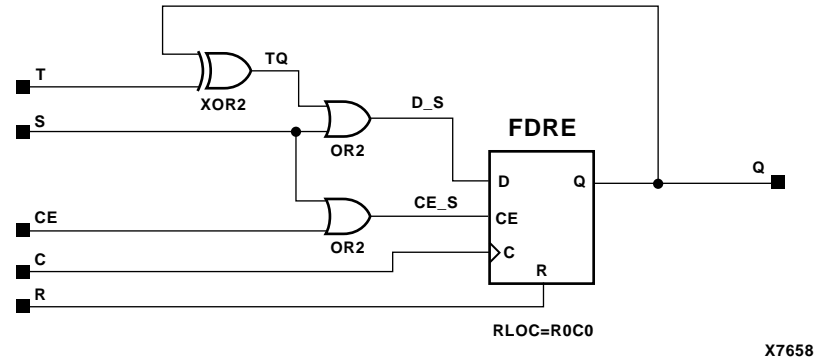 T
TQ
XOR2
S
D_S
OR2
FDRE
Q
D
Q
CE
CE_S
CE
OR2
C
C
R
R
RLOC=R0C0
X7658